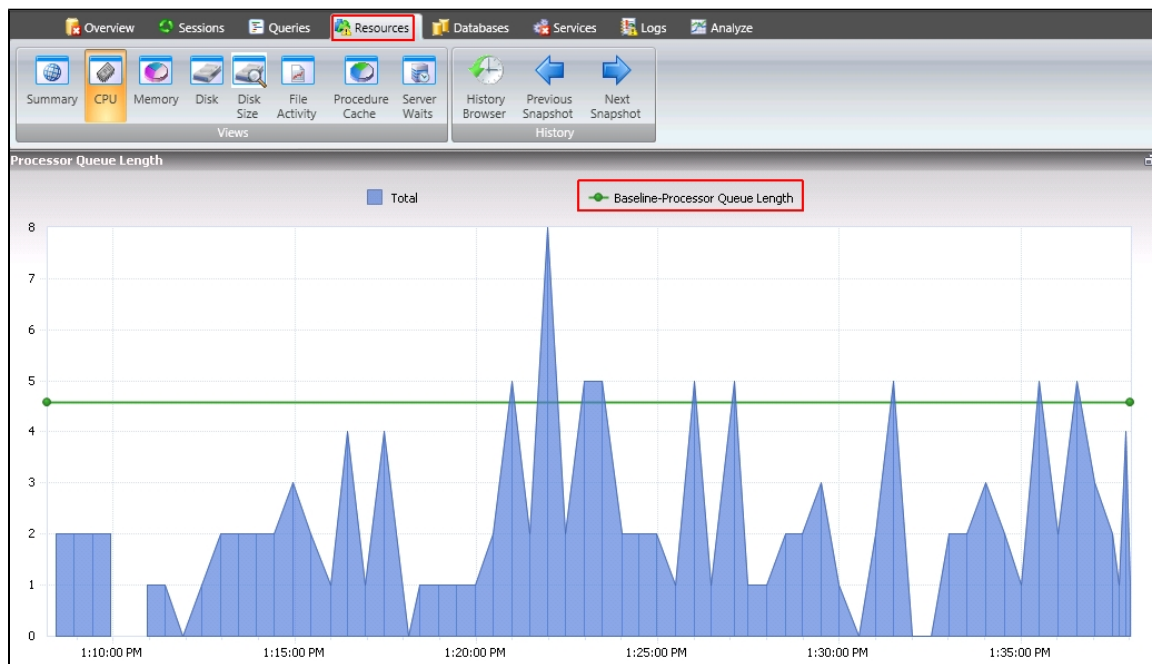 Overview Sessions Queries Resources Databases Services Logs Analyze
Summary CPU Memory Disk Disk Size File Activity Procedure Cache Server Waits History Browser Previous Snapshot Next Snapshot
Views History
Processor Queue Length
Total Baseline-Processor Queue Length
8
7
6
5
4
3
2
1
0
1:10:00 PM 1:15:00 PM 1:20:00 PM 1:25:00 PM 1:30:00 PM 1:35:00 PM